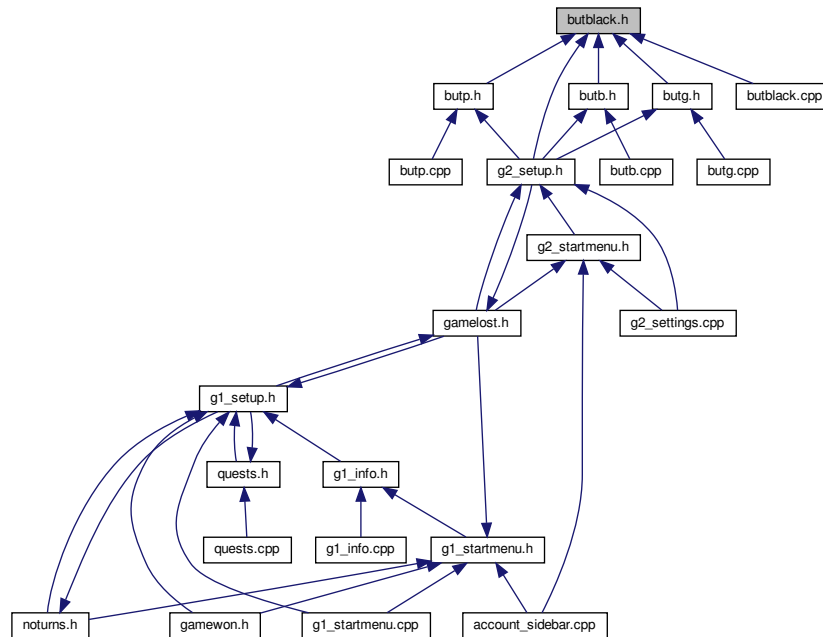 butblack.h
butp.h
butb.h
butg.h
butblack.cpp
butp.cpp
g2_setup.h
butb.cpp
butg.cpp
g2_startmenu.h
gamelost.h
g2_settings.cpp
g1_setup.h
quests.h
g1_info.h
quests.cpp
g1_info.cpp
g1_startmenu.h
noturns.h
gamewon.h
g1_startmenu.cpp
account_sidebar.cpp